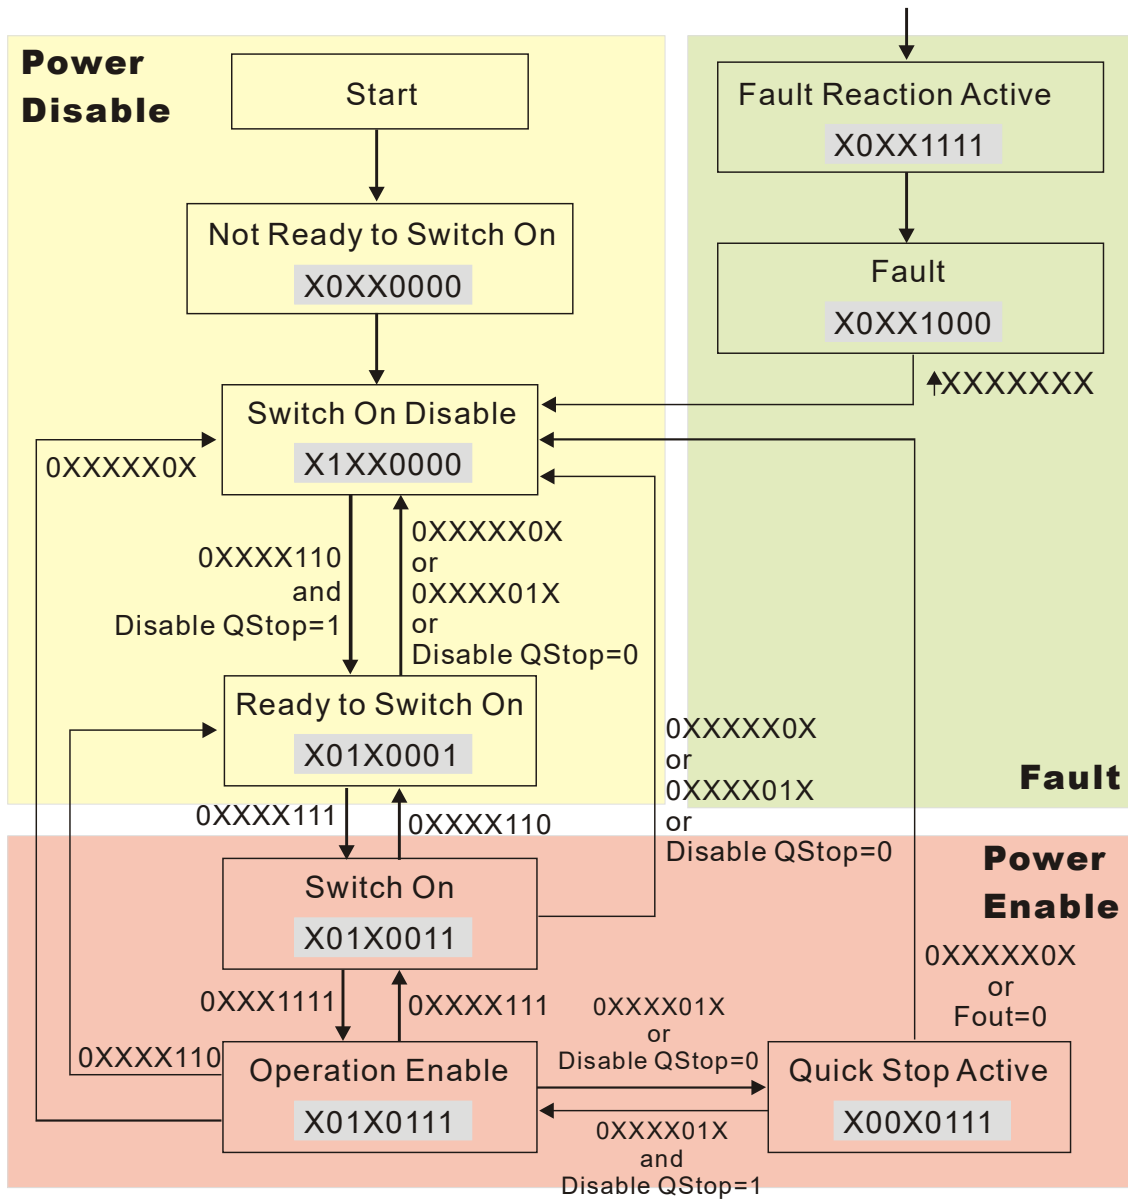 Power
Disable
Start
Not Ready to Switch On
X0XX0000
Switch On Disable
X1XX0000
0XXXXX0X
0XXXX110
and
Disable QStop=1
0XXXXX0X
or
0XXXX01X
or
Disable QStop=0
Ready to Switch On
X01X0001
0XXXX111
0XXXX110
Fault Reaction Active
X0XX1111
Fault
X0XX1000
XXXXXXX
Fault
0XXXXX0X
or
0XXXX01X
or
Disable QStop=0
Power
Enable
Switch On
X01X0011
0XXX1111
0XXXX111
0XXXX110
Operation Enable
X01X0111
0XXXX01X
or
Disable QStop=0
0XXXX01X
and
Disable QStop=1
0XXXXX0X
or
Fout=0
Quick Stop Active
X00X0111